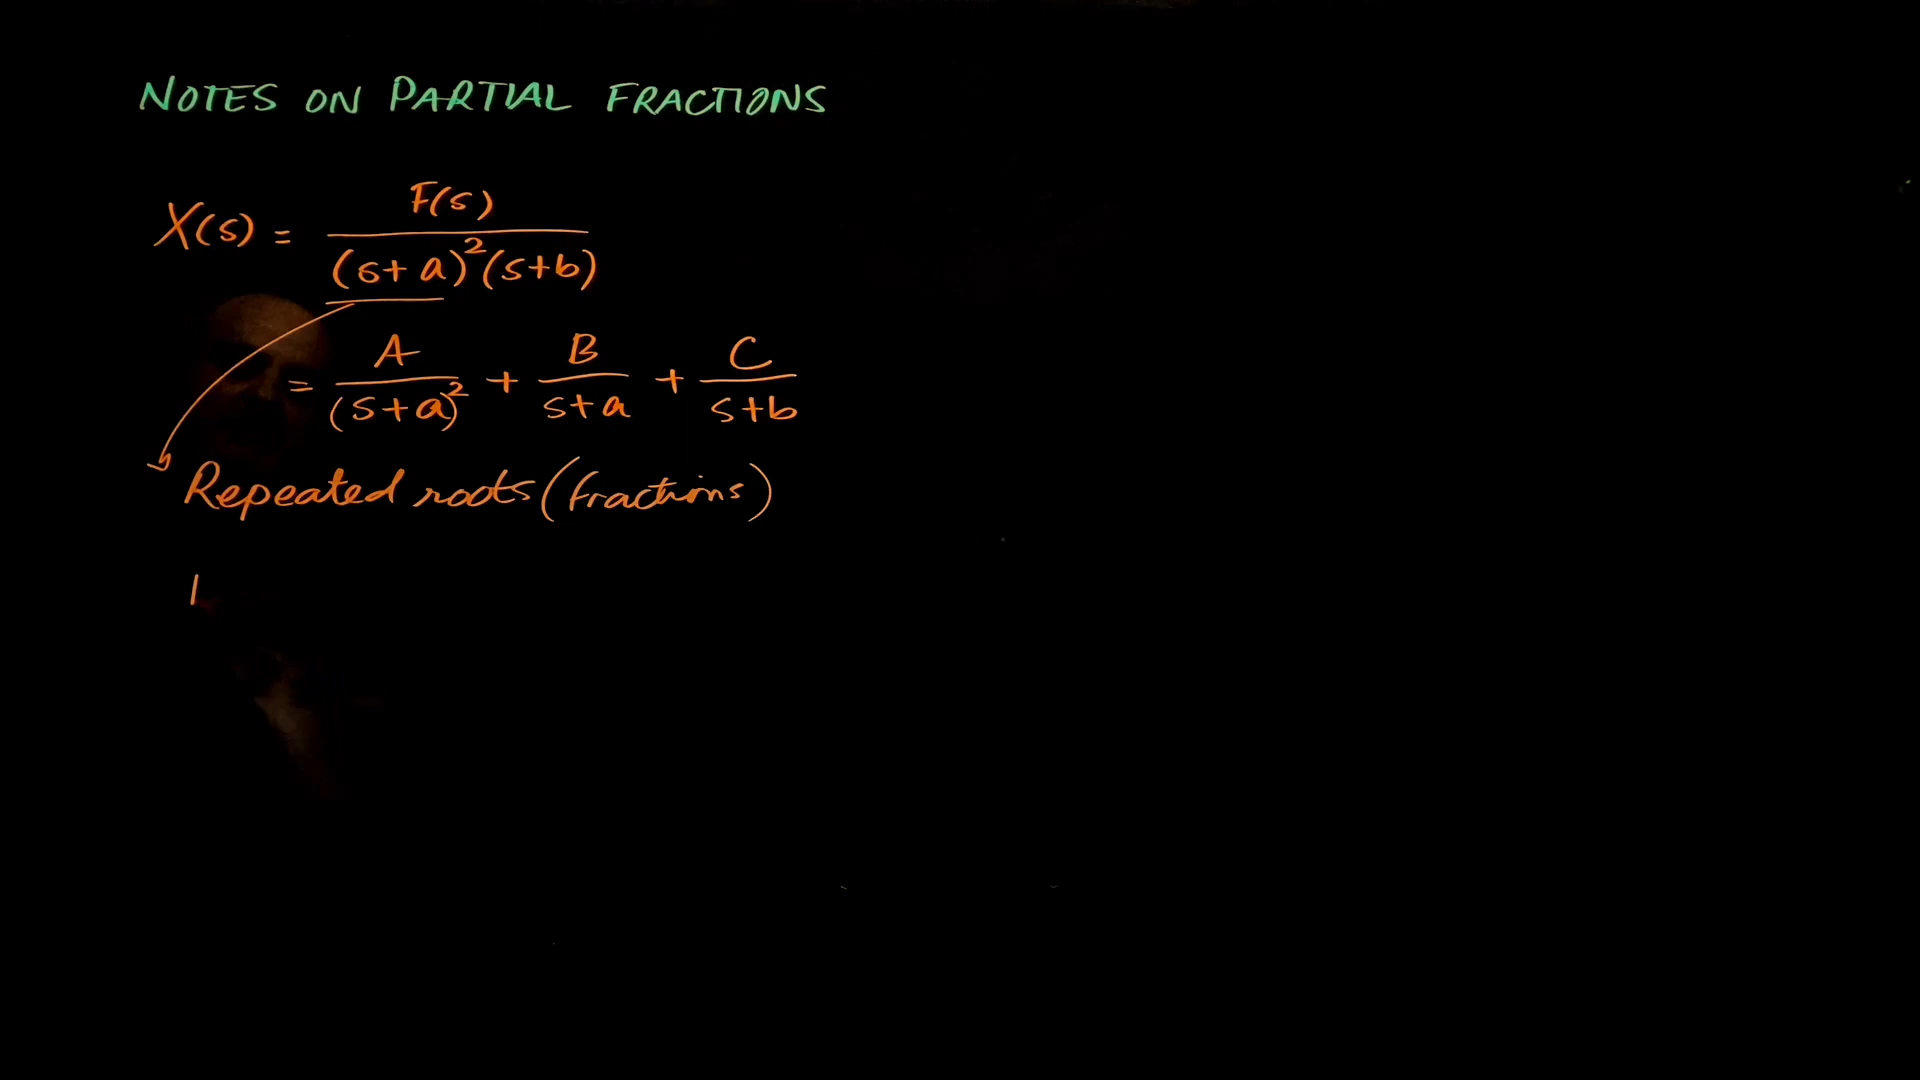 NOTES ON PARTIAL FRACTIONS
X(s) = F(s) / (s+a)²(s+b)
= A/(s+a)² + B/s+a + C/s+b
Repeated roots (fractions)